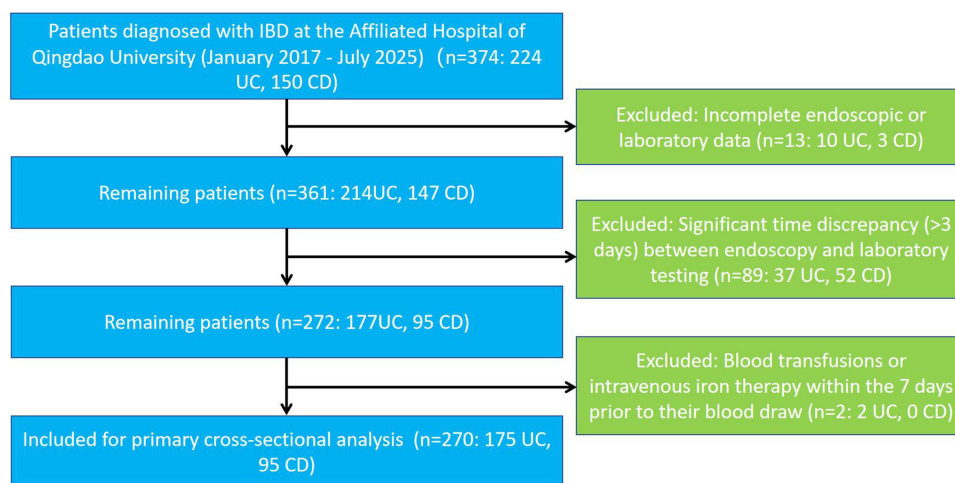 Patients diagnosed with IBD at the Affiliated Hospital of
Qingdao University (January 2017 - July 2025)（n=374: 224
UC, 150 CD)
Excluded: Incomplete endoscopic or
laboratory data (n=13: 10 UC, 3 CD)
Remaining patients (n=361: 214UC, 147 CD)
Excluded: Significant time discrepancy (>3
days) between endoscopy and laboratory
testing (n=89: 37 UC, 52 CD)
Remaining patients (n=272: 177UC, 95 CD)
Excluded: Blood transfusions or
intravenous iron therapy within the 7 days
prior to their blood draw (n=2: 2 UC, 0 CD)
Included for primary cross-sectional analysis (n=270: 175 UC,
95 CD)